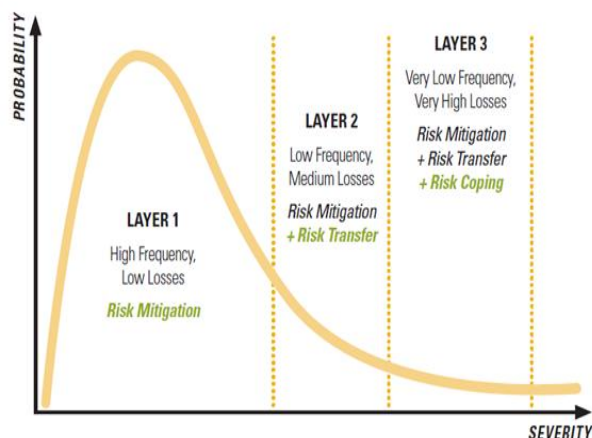 PROBABILITY
LAYER 1
High Frequency,
Low Losses
Risk Mitigation
LAYER 2
Low Frequency,
Medium Losses
Risk Mitigation
+ Risk Transfer
LAYER 3
Very Low Frequency,
Very High Losses
Risk Mitigation
+ Risk Transfer
+ Risk Coping
SEVERITY